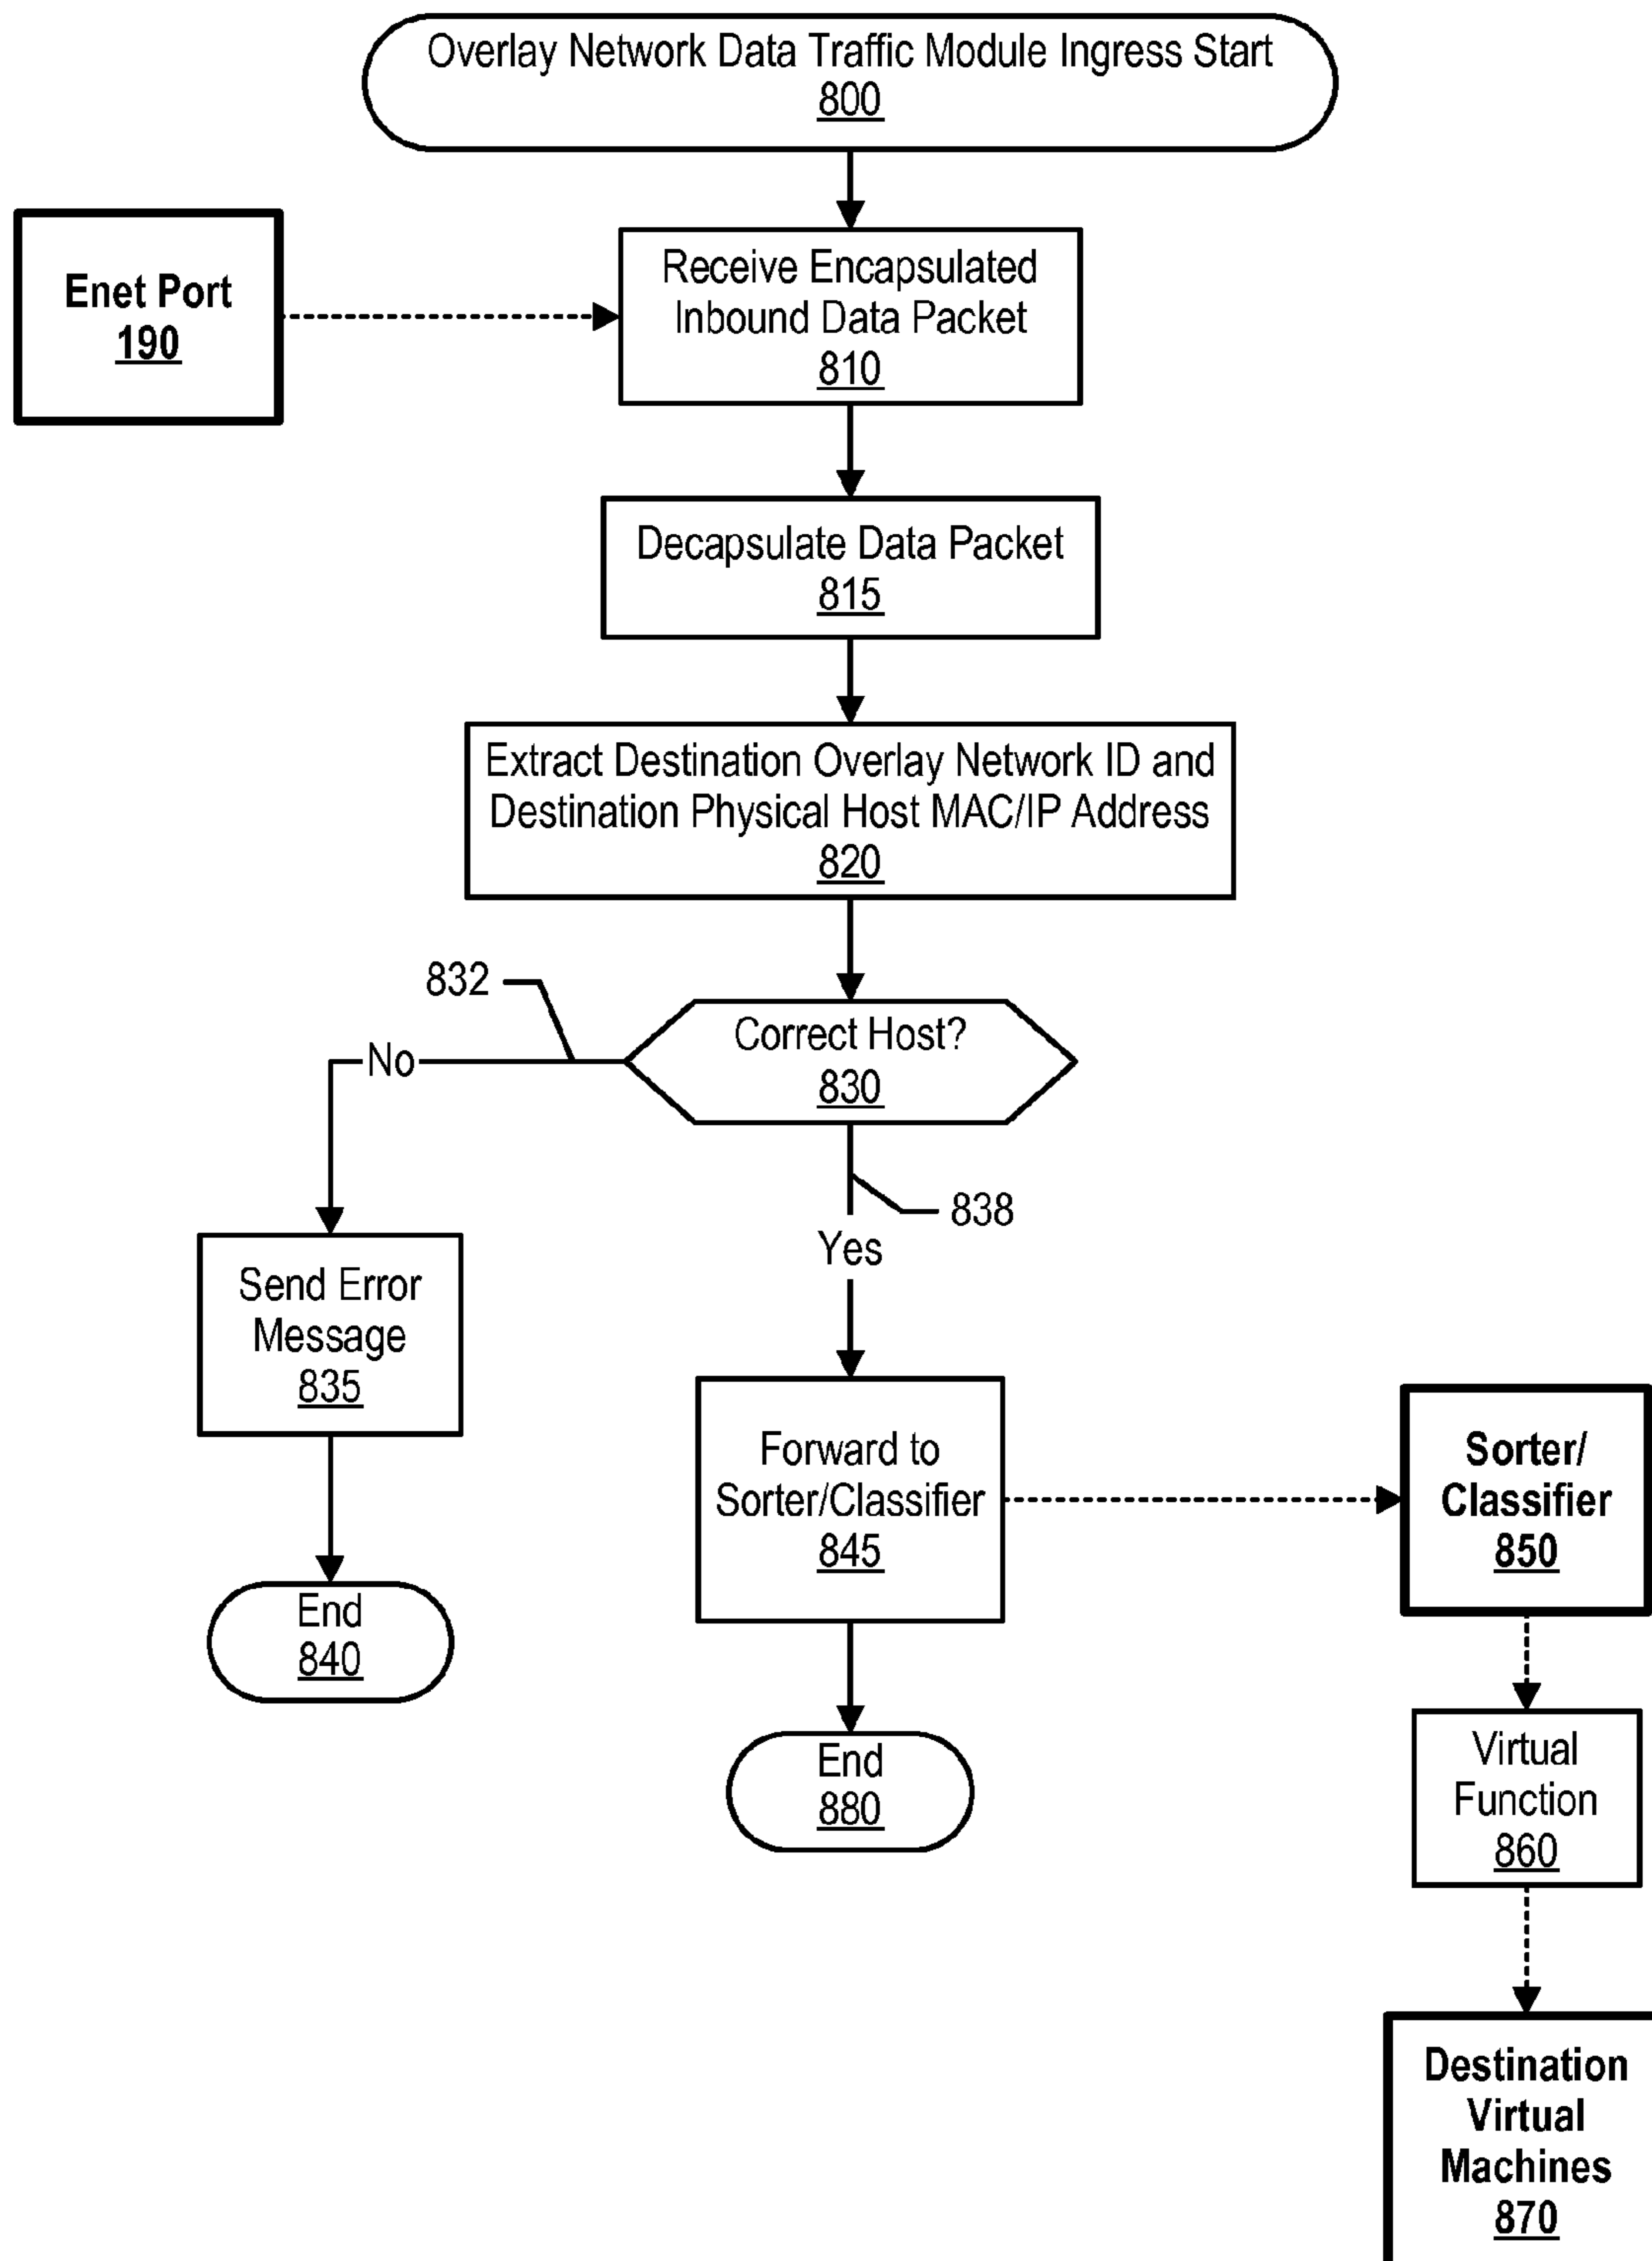 Overlay Network Data Traffic Module Ingress Start
800
Enet Port
190
Receive Encapsulated
Inbound Data Packet
810
Decapsulate Data Packet
815
Extract Destination Overlay Network ID and
Destination Physical Host MAC/IP Address
820
832
No
Correct Host?
830
838
Yes
Send Error
Message
835
End
840
Forward to
Sorter/Classifier
845
End
880
Sorter/
Classifier
850
Virtual
Function
860
Destination
Virtual
Machines
870